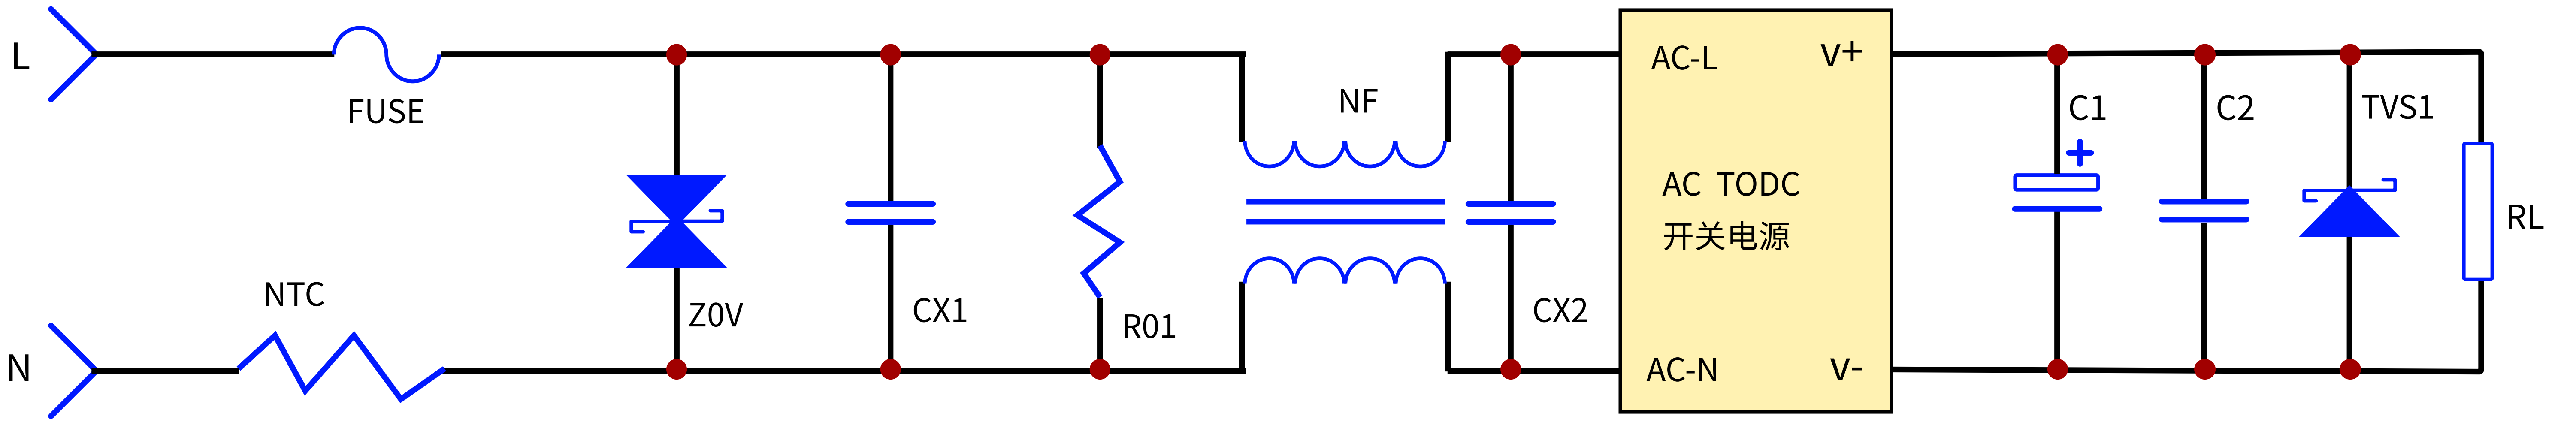 L
FUSE
N
NTC
Z0V
CX1
R01
NF
CX2
AC-L
V+
AC TODC
开关电源
AC-N
V-
C1
+
C2
TVS1
RL